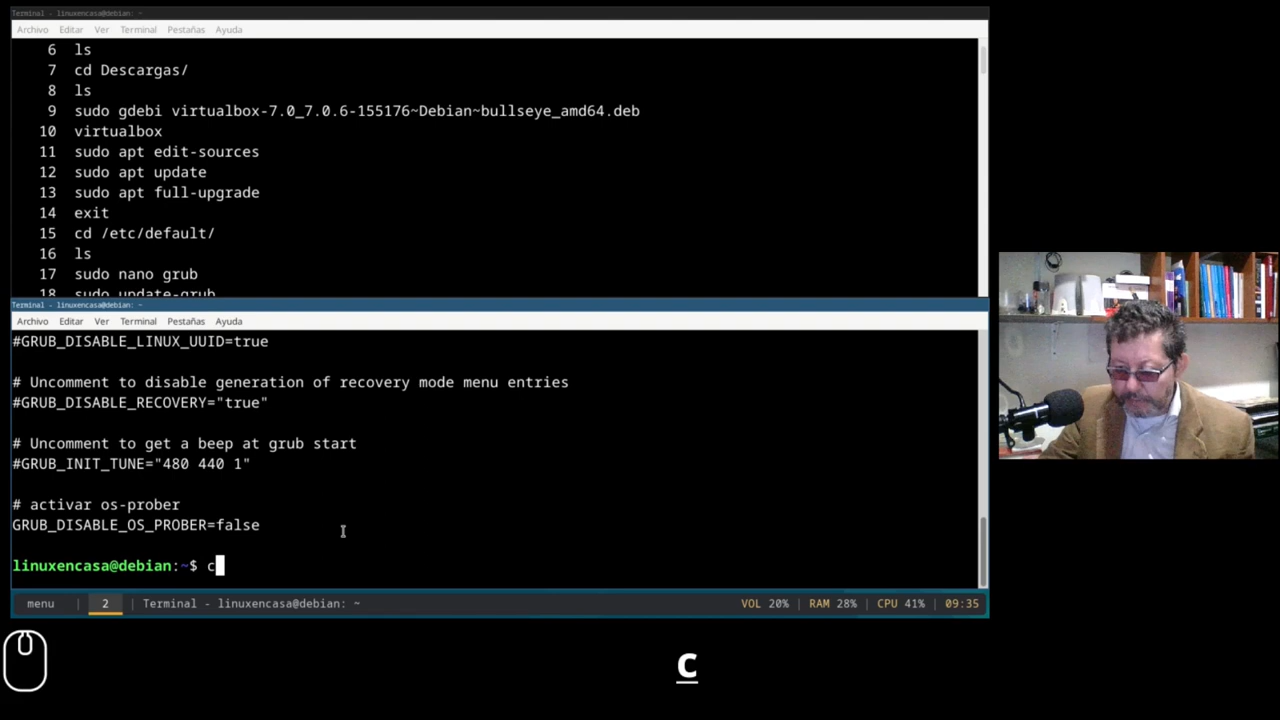 Terminal - linuxencasa@debian: ~
Archivo Editar Ver Terminal Pestañas Ayuda
6 ls
7 cd Descargas/
8 ls
9 sudo gdebi virtualbox-7.0_7.0.6-155176~Debian~bullseye_amd64.deb
10 virtualbox
11 sudo apt edit-sources
12 sudo apt update
13 sudo apt full-upgrade
14 exit
15 cd /etc/default/
16 ls
17 sudo nano grub
18 sudo update-grub
Terminal - linuxencasa@debian: ~
Archivo Editar Ver Terminal Pestañas Ayuda
#GRUB_DISABLE_LINUX_UUID=true
# Uncomment to disable generation of recovery mode menu entries
#GRUB_DISABLE_RECOVERY="true"
# Uncomment to get a beep at grub start
#GRUB_INIT_TUNE="480 440 1"
# activar os-prober
GRUB_DISABLE_OS_PROBER=false
linuxencasa@debian:~$ c
menu | 2 | Terminal - linuxencasa@debian: ~ VOL 20% | RAM 28% | CPU 41% | 09:35
c